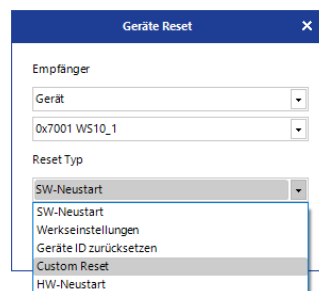 Geräte Reset
Empfänger
Gerät
0x7001 WS10_1
Reset Typ
SW-Neustart
SW-Neustart
Werkseinstellungen
Geräte ID zurücksetzen
Custom Reset
HW-Neustart